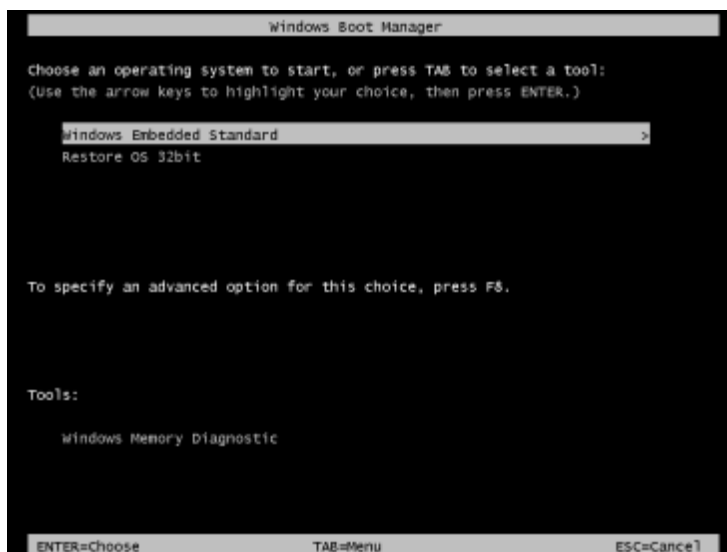 Windows Boot Manager
Choose an operating system to start, or press TAB to select a tool:
(Use the arrow keys to highlight your choice, then press ENTER.)
Windows Embedded Standard >
Restore OS 32bit
To specify an advanced option for this choice, press F8.
Tools:
Windows Memory Diagnostic
ENTER=Choose TAB=Menu ESC=Cancel